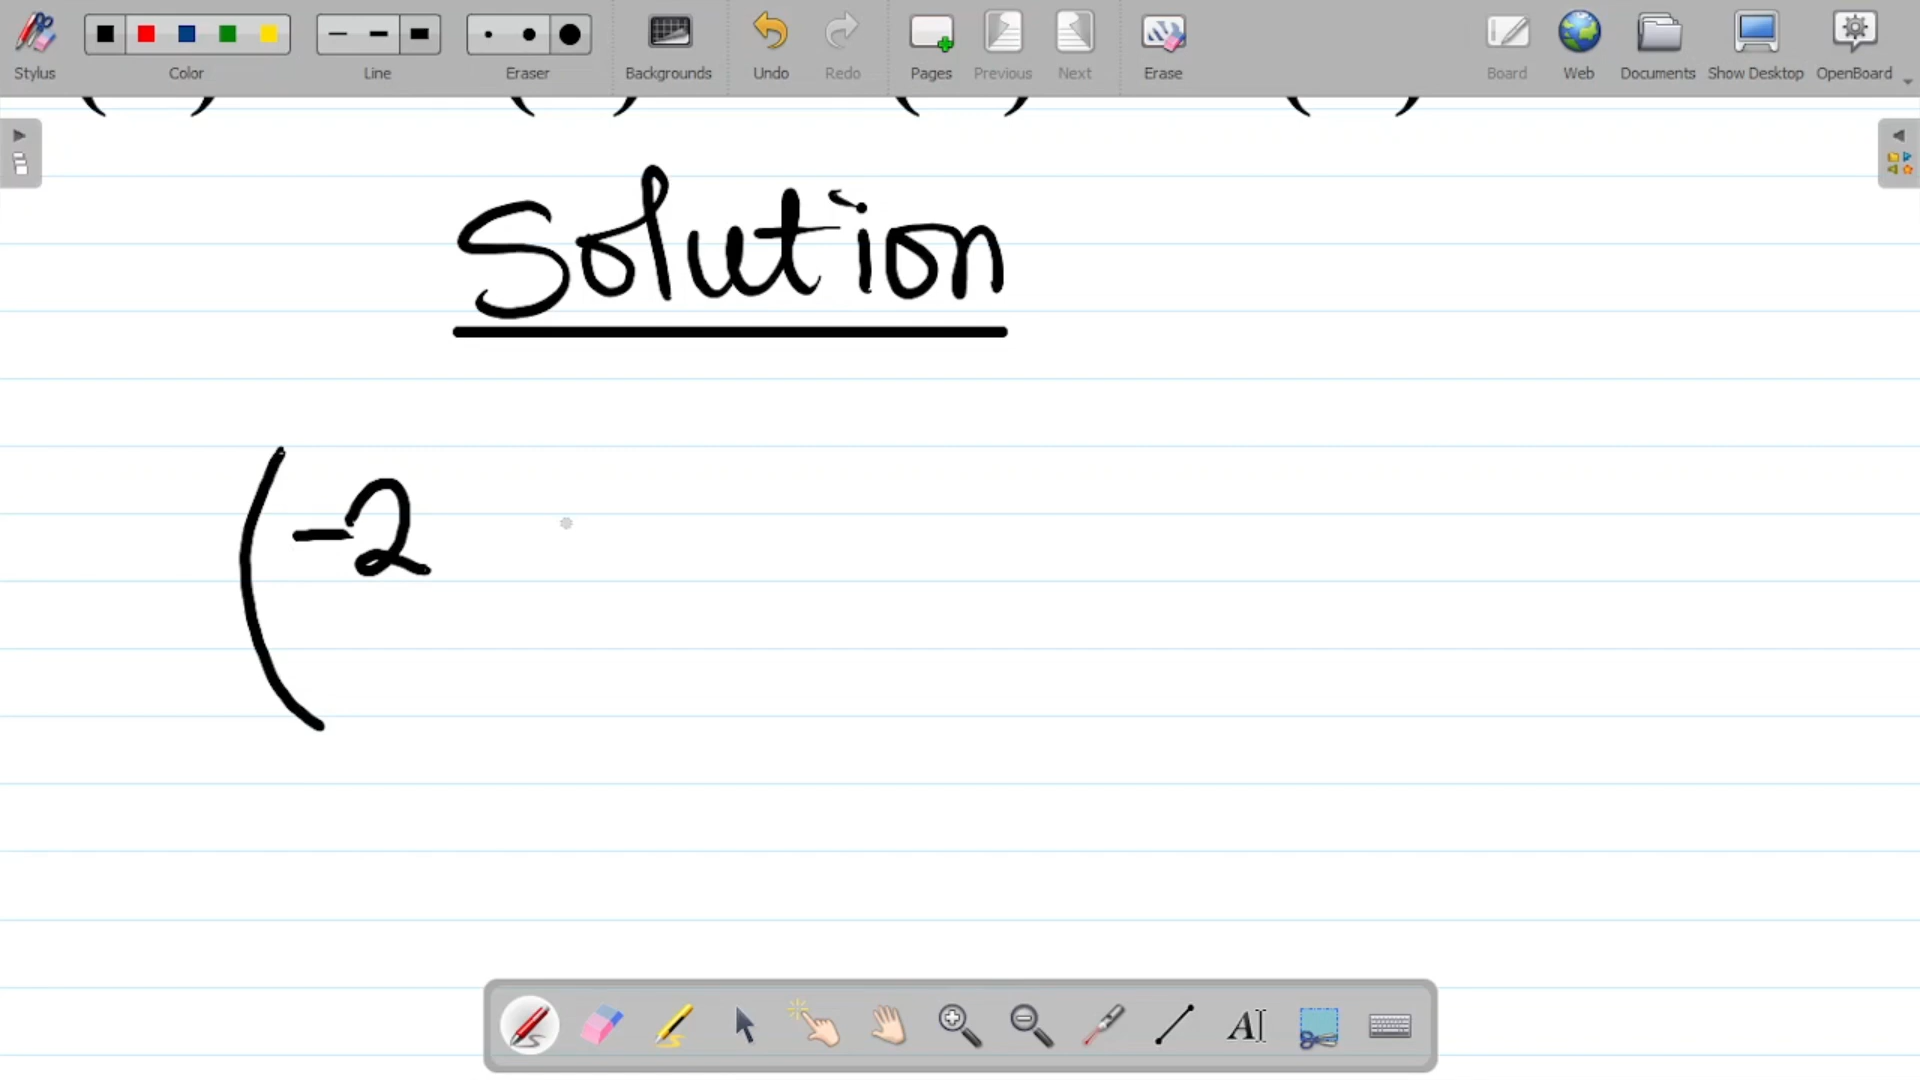 Stylus Color Line Eraser Backgrounds Undo Redo Pages Previous Next Erase Board Web Documents Show Desktop OpenBoard
( ) ( ) ( ) ( )
Solution
(-2